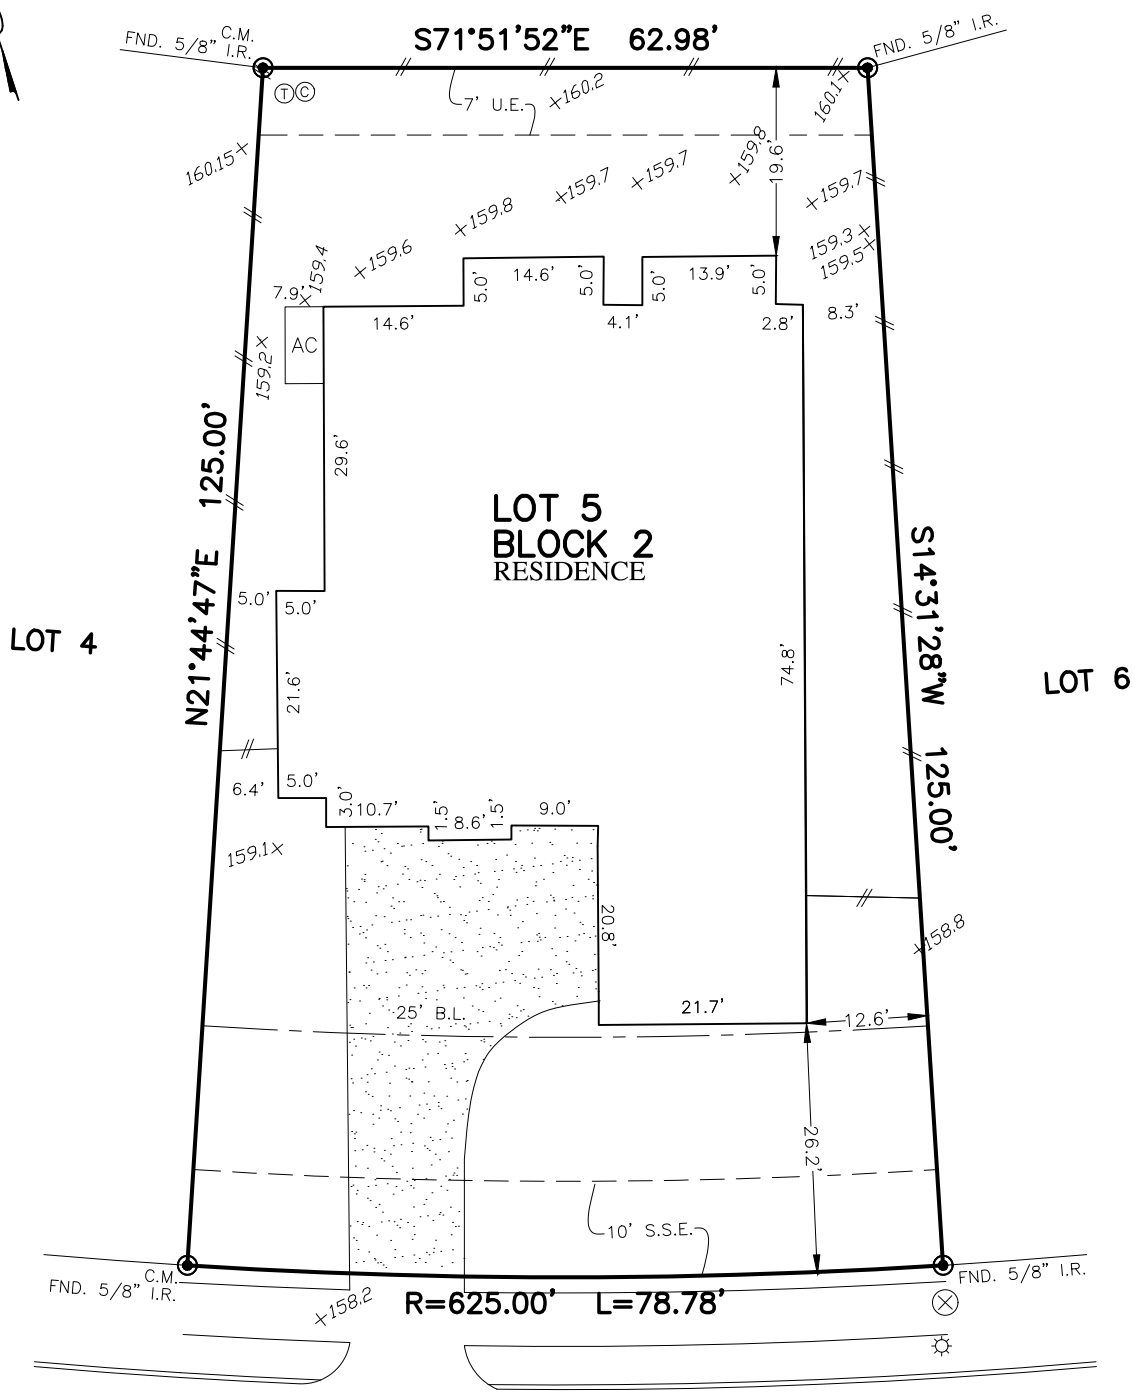 S71°51'52"E 62.98'
C.M.
FND. 5/8" I.R.
FND. 5/8" I.R.
T C
7' U.E.
160.2
160.1
160.15
159.8
19.6'
159.7
159.7
159.7
159.8
159.3
159.5
159.6
159.4
7.9'
14.6'
5.0'
5.0'
5.0'
13.9'
5.0'
14.6'
4.1'
2.8'
8.3'
AC
159.2
29.6'
N21°44'47"E 125.00'
LOT 5
BLOCK 2
RESIDENCE
S14°31'28"W 125.00'
LOT 4
LOT 6
5.0'
5.0'
21.6'
74.8'
6.4'
5.0'
3.0'
10.7'
1.5'
8.6'
1.5'
9.0'
159.1
20.8'
158.8
25' B.L.
21.7'
12.6'
26.2'
10' S.S.E.
C.M.
FND. 5/8" I.R.
FND. 5/8" I.R.
158.2
R=625.00' L=78.78'